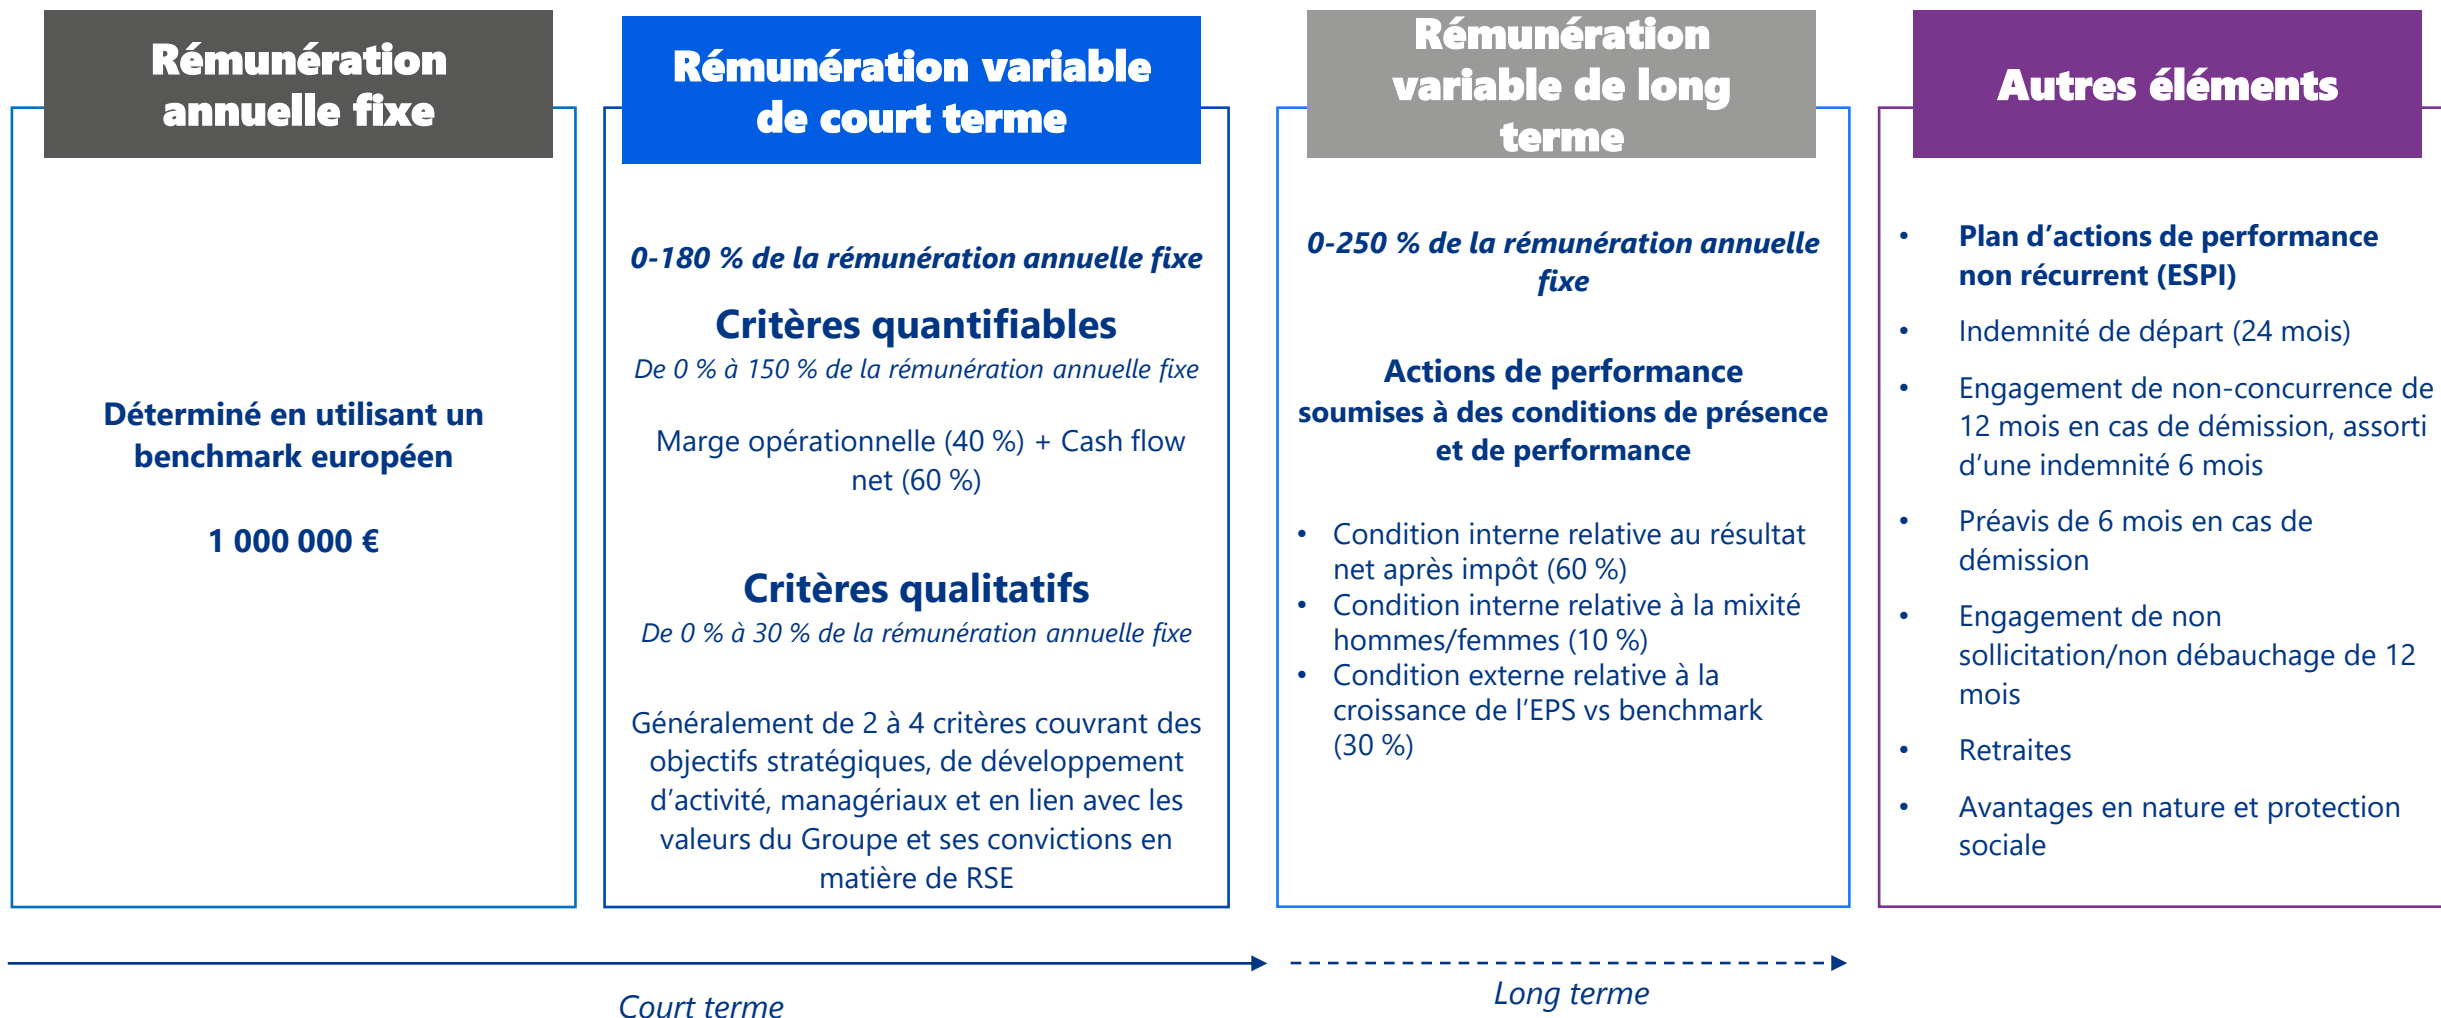 Rémunération
annuelle fixe
Déterminé en utilisant un
benchmark européen
1 000 000 €
Rémunération variable
de court terme
0-180 % de la rémunération annuelle fixe
Critères quantifiables
De 0 % à 150 % de la rémunération annuelle fixe
Marge opérationnelle (40 %) + Cash flow
net (60 %)
Critères qualitatifs
De 0 % à 30 % de la rémunération annuelle fixe
Généralement de 2 à 4 critères couvrant des
objectifs stratégiques, de développement
d’activité, managériaux et en lien avec les
valeurs du Groupe et ses convictions en
matière de RSE
Rémunération
variable de long
terme
0-250 % de la rémunération annuelle
fixe
Actions de performance
soumises à des conditions de présence
et de performance
• Condition interne relative au résultat
net après impôt (60 %)
• Condition interne relative à la mixité
hommes/femmes (10 %)
• Condition externe relative à la
croissance de l’EPS vs benchmark
(30 %)
Autres éléments
• Plan d’actions de performance
non récurrent (ESPI)
• Indemnité de départ (24 mois)
• Engagement de non-concurrence de
12 mois en cas de démission, assorti
d’une indemnité 6 mois
• Préavis de 6 mois en cas de
démission
• Engagement de non
sollicitation/non débauchage de 12
mois
• Retraites
• Avantages en nature et protection
sociale
Court terme
Long terme